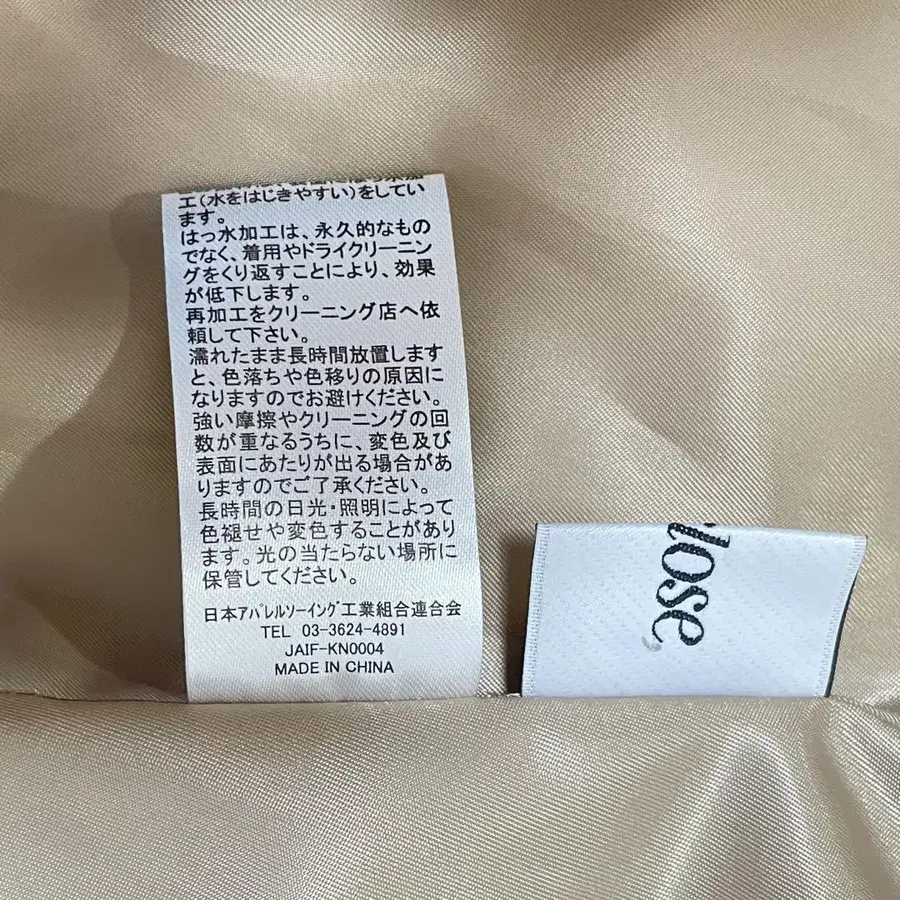 工(水をはじきやすい)をしてい
ます。
はっ水加工は、永久的なもの
でなく、着用やドライクリーニン
グをくり返すことにより、効果
が低下します。
再加工をクリーニング店へ依
頼して下さい。
濡れたまま長時間放置します
と、色落ちや色移りの原因に
なりますのでお避けください。
強い摩擦やクリーニングの回
数が重なるうちに、変色及び
表面にあたりが出る場合があ
りますのでご了承ください。
長時間の日光・照明によって
色褪せや変色することがあり
ます。光の当たらない場所に
保管してください。
日本アパレルソーイング工業組合連合会
TEL 03-3624-4891
JAIF-KN0004
MADE IN CHINA
close.